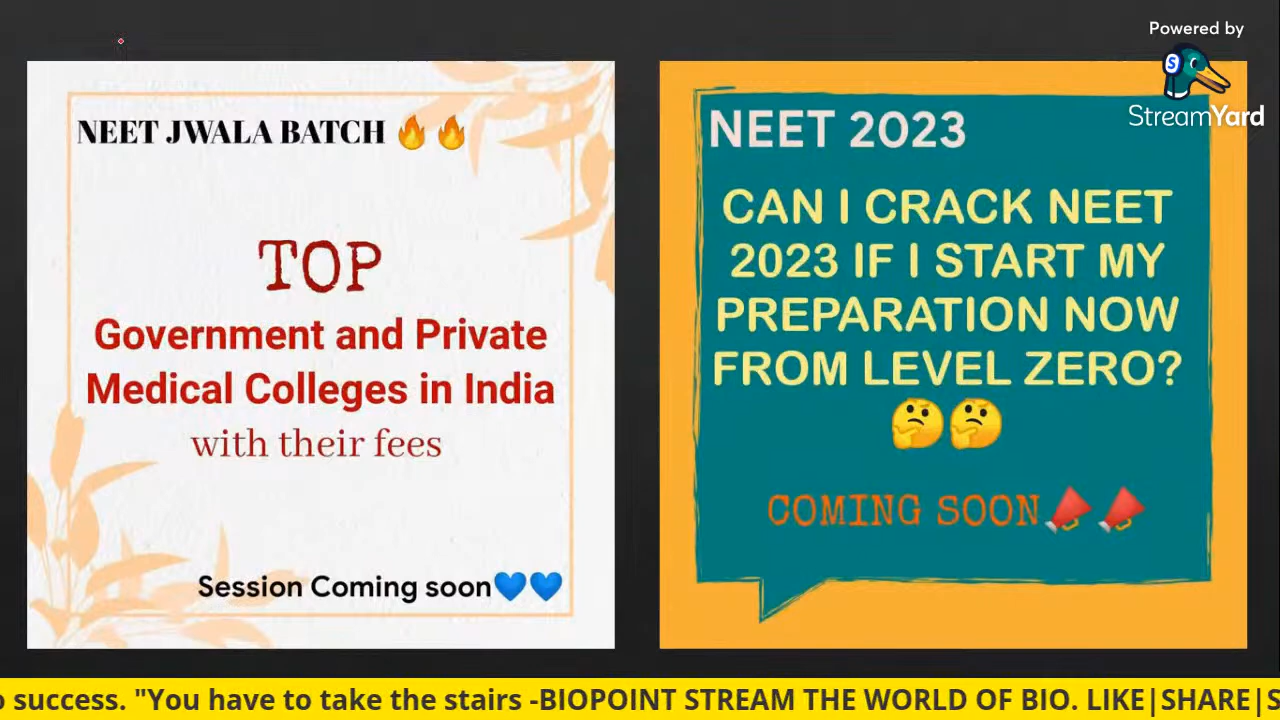 Powered by
StreamYard
NEET JWALA BATCH 🔥🔥
TOP
Government and Private
Medical Colleges in India
with their fees
Session Coming soon💙💙
NEET 2023
CAN I CRACK NEET
2023 IF I START MY
PREPARATION NOW
FROM LEVEL ZERO?
🤔🤔
COMING SOON📣📣
o success. "You have to take the stairs -BIOPOINT STREAM THE WORLD OF BIO. LIKE|SHARE|S